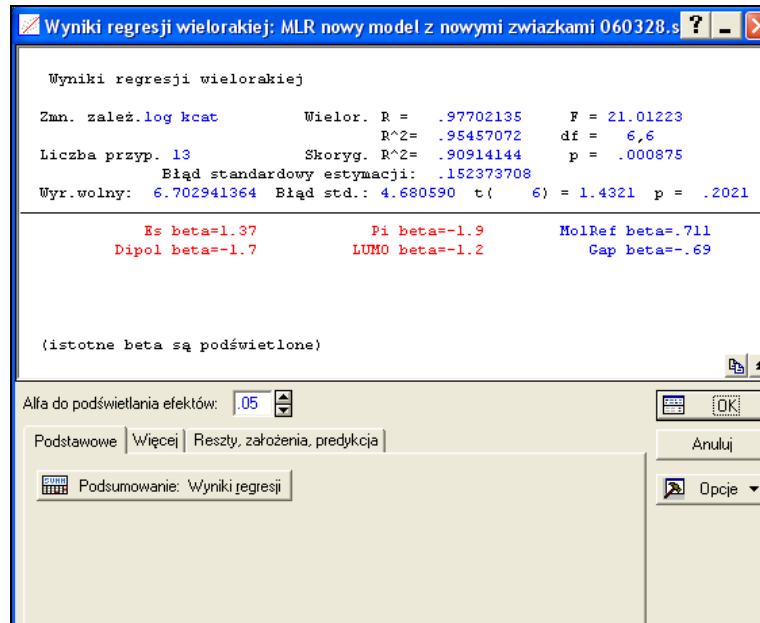 Wyniki regresji wielorakiej: MLR nowy model z nowymi zwiazkami 060328.s
Wyniki regresji wielorakiej
Zmn. zależ.log kcat Wielor. R = .97702135 F = 21.01223
R^2= .95457072 df = 6,6
Liczba przyp. 13 Skoryg. R^2= .90914144 p = .000875
Błąd standardowy estymacji: .152373708
Wyr.wolny: 6.702941364 Błąd std.: 4.680590 t( 6) = 1.4321 p = .2021
Es beta=1.37 Pi beta=-1.9 MolRef beta=.711
Dipol beta=-1.7 LUMO beta=-1.2 Gap beta=-.69
(istotne beta są podświetlone)
Alfa do podświetlania efektów: .05
OK
Podstawowe Więcej Reszty, założenia, predykcja
Anuluj
Podsumowanie: Wyniki regresji
Opcje